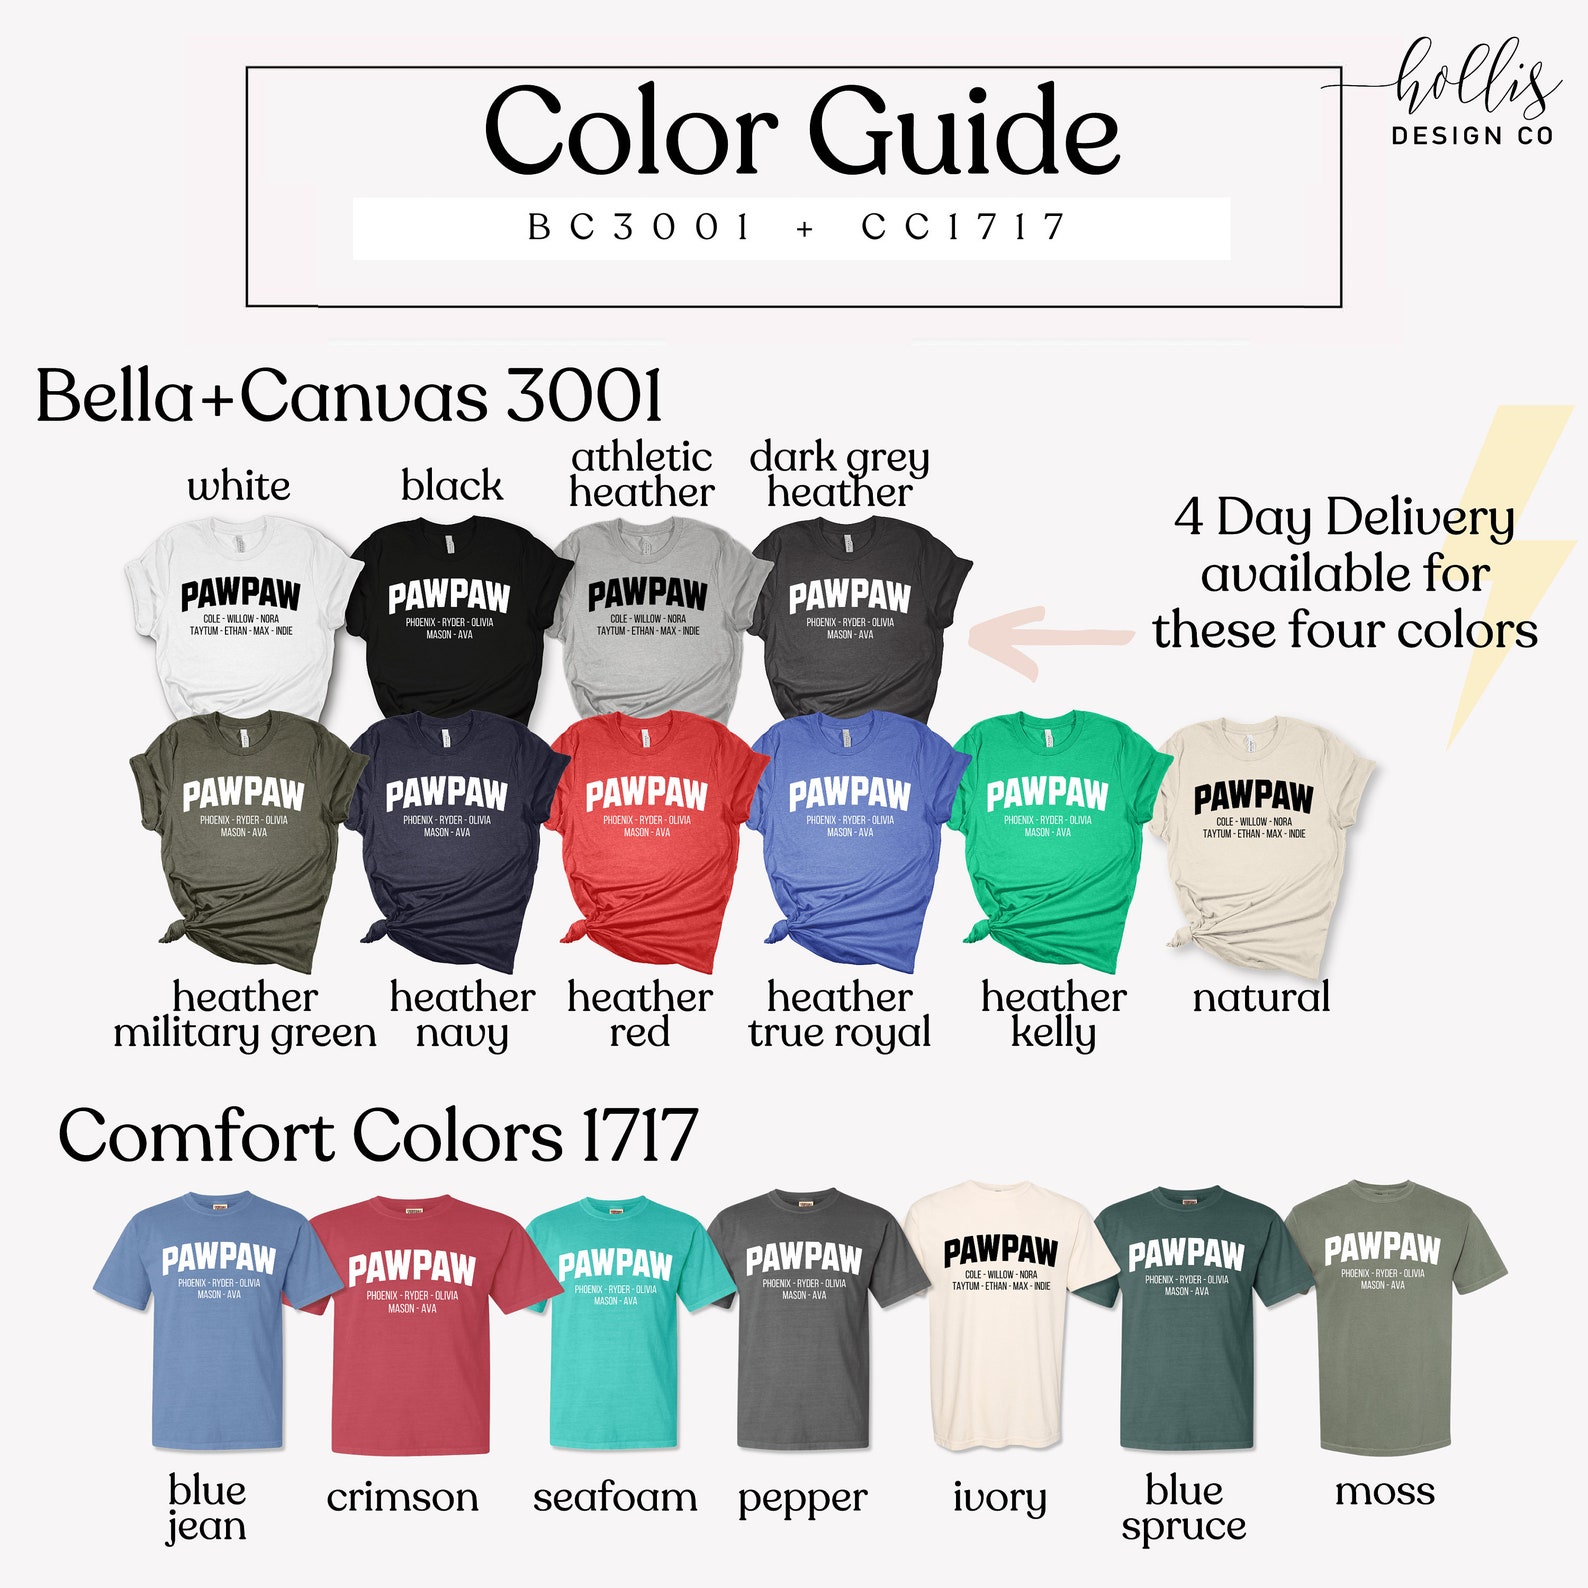 hollis
DESIGN CO
Color Guide
BC3001 + CC1717
Bella+Canvas 3001
white
black
athletic
heather
dark grey
heather
4 Day Delivery
available for
these four colors
PAWPAW
COLE - WILLOW - NORA
TAYTUM - ETHAN - MAX - INDIE
PAWPAW
PHOENIX - RYDER - OLIVIA
MASON - AVA
PAWPAW
COLE - WILLOW - NORA
TAYTUM - ETHAN - MAX - INDIE
PAWPAW
PHOENIX - RYDER - OLIVIA
MASON - AVA
PAWPAW
PHOENIX - RYDER - OLIVIA
MASON - AVA
PAWPAW
PHOENIX - RYDER - OLIVIA
MASON - AVA
PAWPAW
PHOENIX - RYDER - OLIVIA
MASON - AVA
PAWPAW
PHOENIX - RYDER - OLIVIA
MASON - AVA
PAWPAW
PHOENIX - RYDER - OLIVIA
MASON - AVA
PAWPAW
COLE - WILLOW - NORA
TAYTUM - ETHAN - MAX - INDIE
heather
military green
heather
navy
heather
red
heather
true royal
heather
kelly
natural
Comfort Colors 1717
PAWPAW
PHOENIX - RYDER - OLIVIA
MASON - AVA
PAWPAW
PHOENIX - RYDER - OLIVIA
MASON - AVA
PAWPAW
PHOENIX - RYDER - OLIVIA
MASON - AVA
PAWPAW
PHOENIX - RYDER - OLIVIA
MASON - AVA
PAWPAW
COLE - WILLOW - NORA
TAYTUM - ETHAN - MAX - INDIE
PAWPAW
PHOENIX - RYDER - OLIVIA
MASON - AVA
PAWPAW
PHOENIX - RYDER - OLIVIA
MASON - AVA
blue
jean
crimson
seafoam
pepper
ivory
blue
spruce
moss